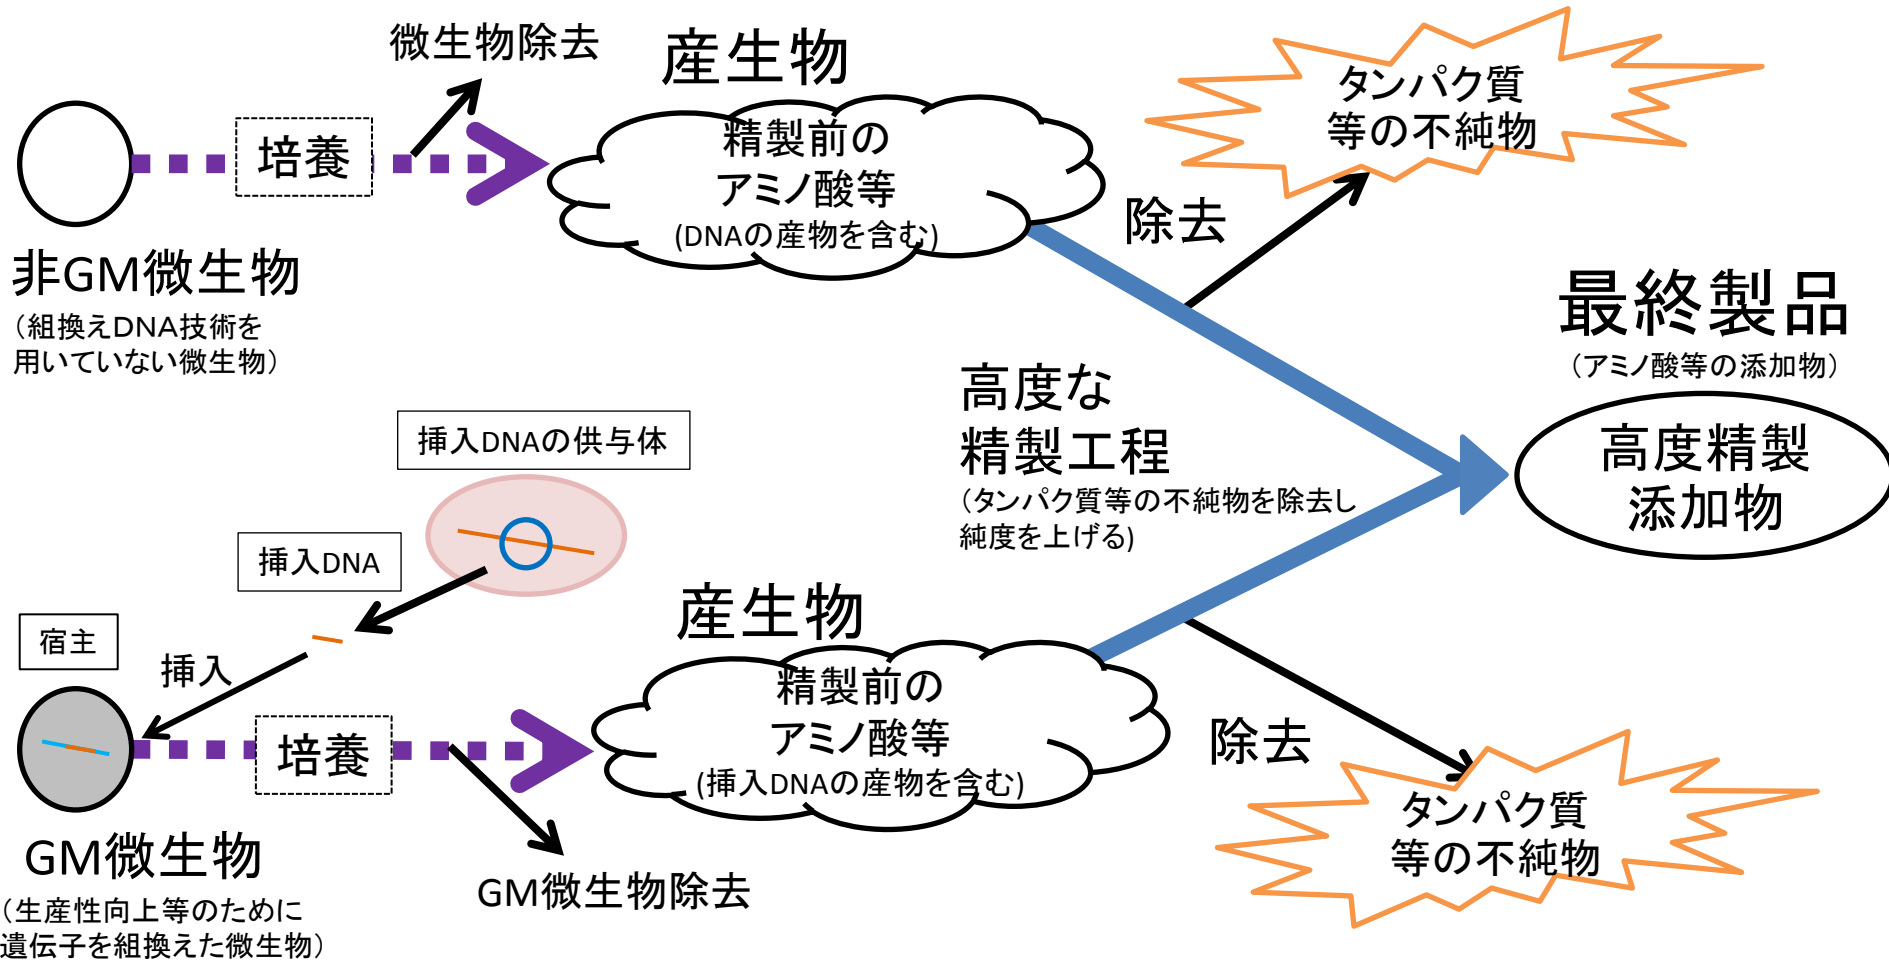 微生物除去
産生物
精製前の
アミノ酸等
(DNAの産物を含む)
タンパク質
等の不純物
培養
除去
非GM微生物
（組換えDNA技術を
用いていない微生物）
最終製品
（アミノ酸等の添加物）
高度精製
添加物
高度な
精製工程
（タンパク質等の不純物を除去し
純度を上げる)
挿入DNAの供与体
挿入DNA
宿主
挿入
産生物
精製前の
アミノ酸等
(挿入DNAの産物を含む)
培養
除去
タンパク質
等の不純物
GM微生物
（生産性向上等のために
遺伝子を組換えた微生物）
GM微生物除去